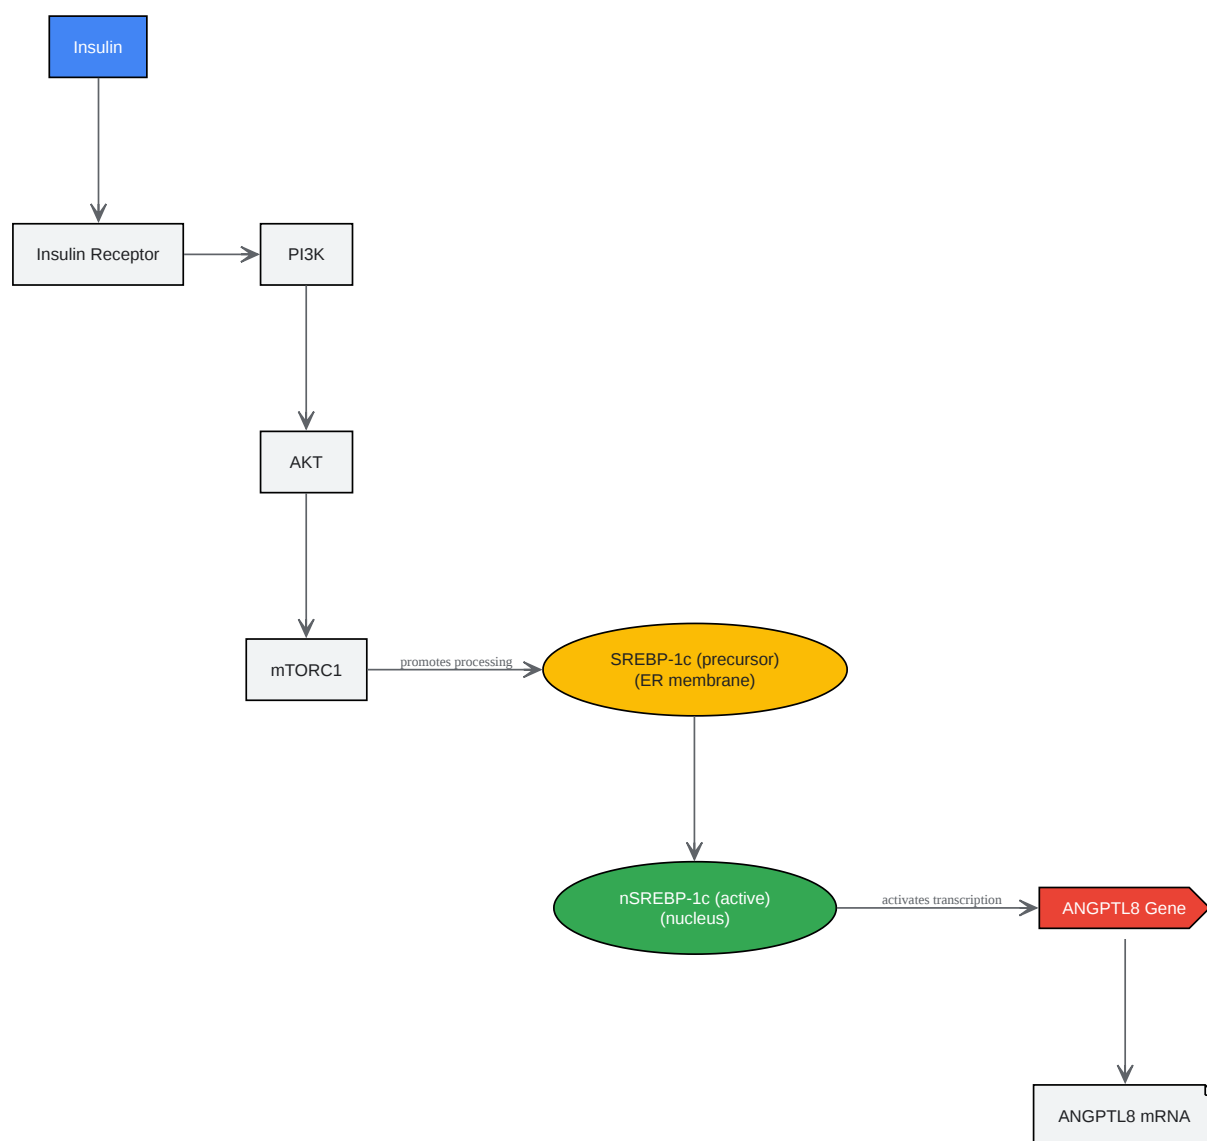 Insulin
Insulin Receptor
PI3K
AKT
mTORC1
promotes processing
SREBP-1c (precursor)
(ER membrane)
nSREBP-1c (active)
(nucleus)
activates transcription
ANGPTL8 Gene
ANGPTL8 mRNA